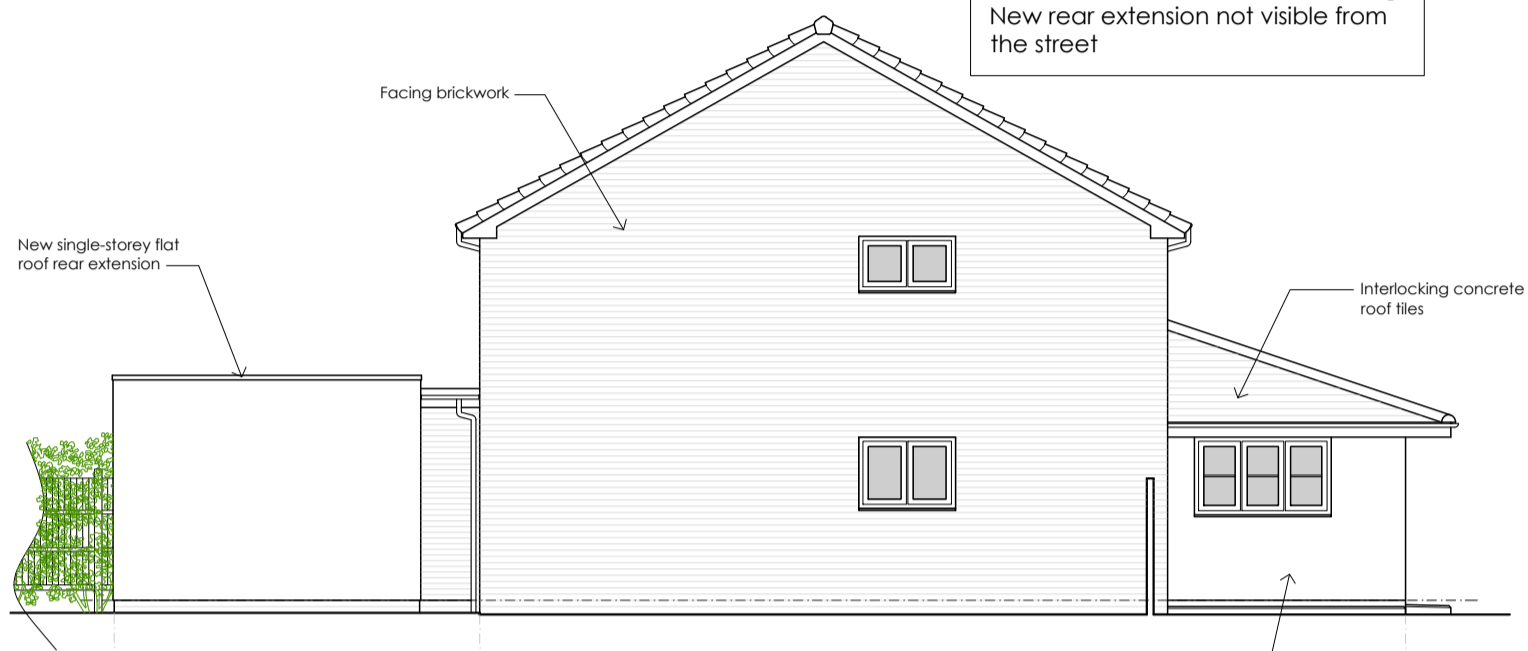 New rear extension not visible from
the street
Facing brickwork
New single-storey flat
roof rear extension
Interlocking concrete
roof tiles